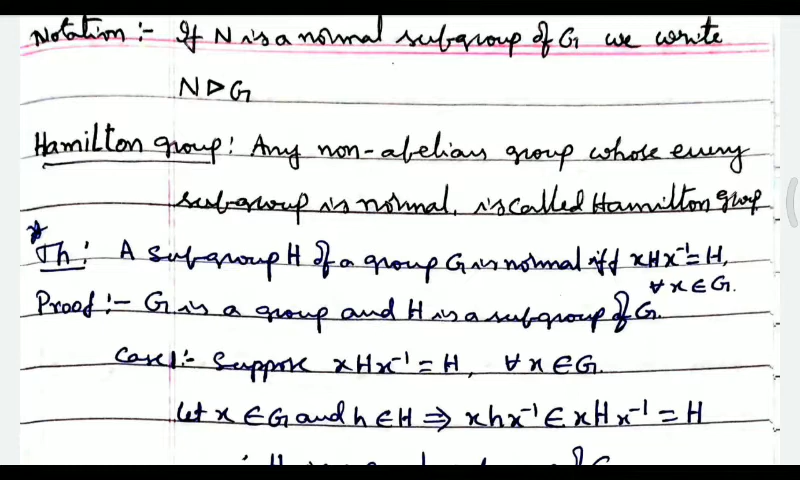 Notation :- If N is a normal subgroup of G we write
N ▷ G
Hamilton group : Any non-abelian group whose every
subgroup is normal, is called Hamilton group
* Th : A subgroup H of a group G is normal iff xHx⁻¹ = H,
∀ x ∈ G.
Proof :- G is a group and H is a subgroup of G.
Case 1:- Suppose xHx⁻¹ = H, ∀ x ∈ G.
Let x ∈ G and h ∈ H ⇒ xhx⁻¹ ∈ xHx⁻¹ = H